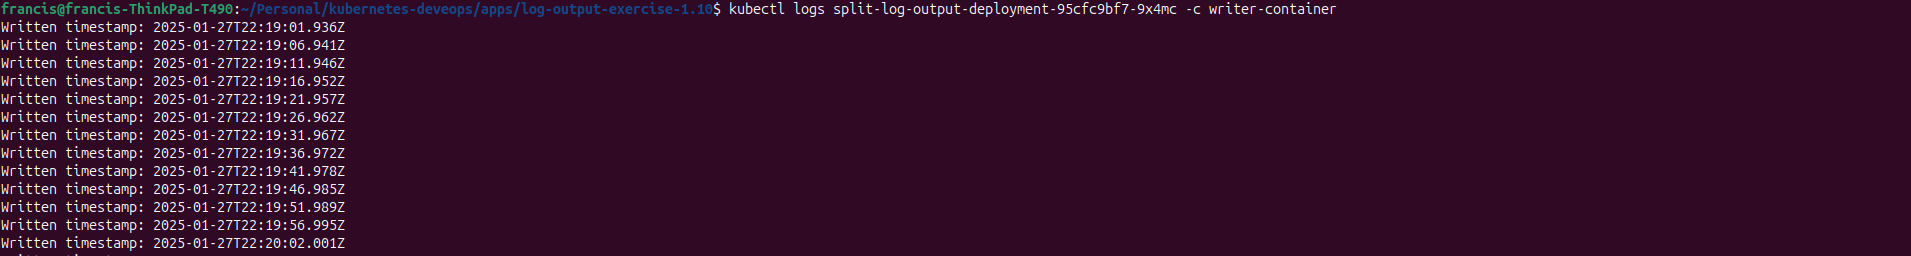 francis@francis-ThinkPad-T490:~/Personal/kubernetes-deveops/apps/log-output-exercise-1.10$ kubectl logs split-log-output-deployment-95cfc9bf7-9x4mc -c writer-container
Written timestamp: 2025-01-27T22:19:01.936Z
Written timestamp: 2025-01-27T22:19:06.941Z
Written timestamp: 2025-01-27T22:19:11.946Z
Written timestamp: 2025-01-27T22:19:16.952Z
Written timestamp: 2025-01-27T22:19:21.957Z
Written timestamp: 2025-01-27T22:19:26.962Z
Written timestamp: 2025-01-27T22:19:31.967Z
Written timestamp: 2025-01-27T22:19:36.972Z
Written timestamp: 2025-01-27T22:19:41.978Z
Written timestamp: 2025-01-27T22:19:46.985Z
Written timestamp: 2025-01-27T22:19:51.989Z
Written timestamp: 2025-01-27T22:19:56.995Z
Written timestamp: 2025-01-27T22:20:02.001Z